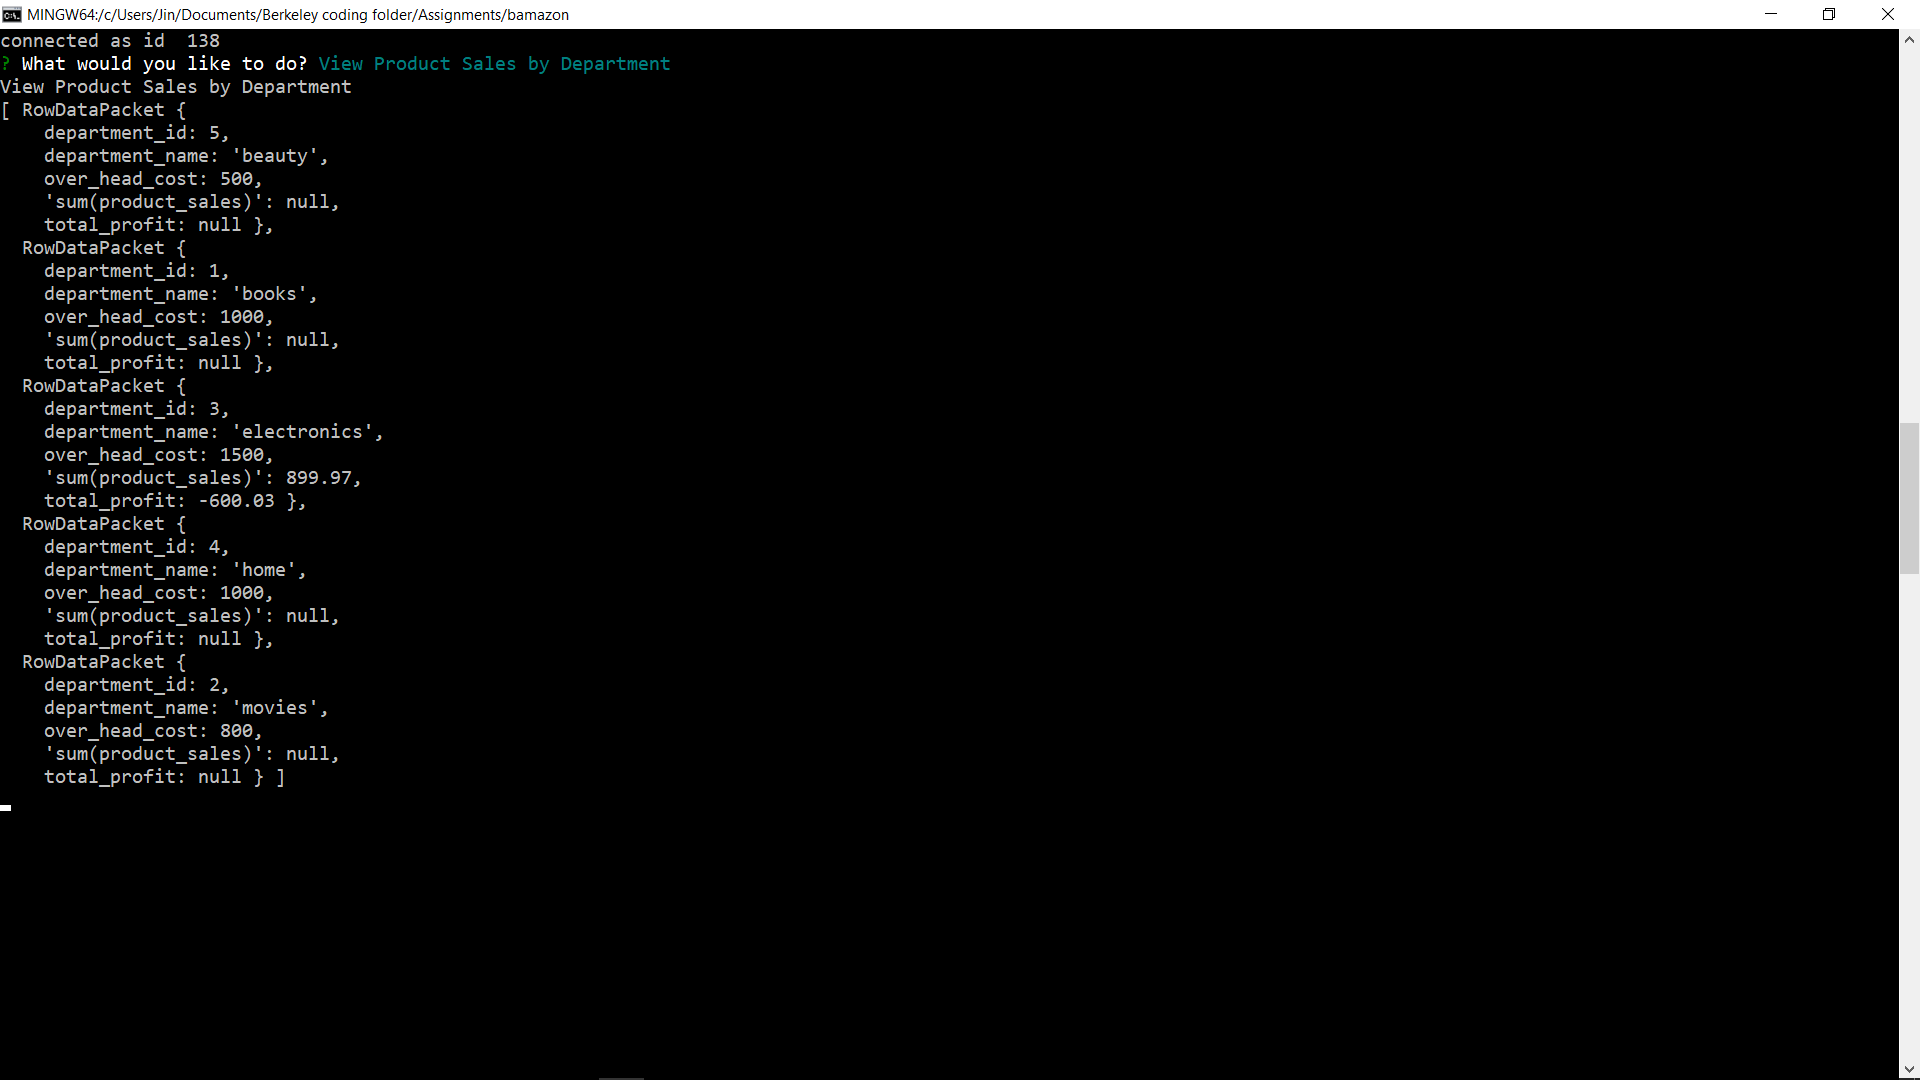 MINGW64:/c/Users/Jin/Documents/Berkeley coding folder/Assignments/bamazon
connected as id  138
? What would you like to do? View Product Sales by Department
View Product Sales by Department
[ RowDataPacket {
    department_id: 5,
    department_name: 'beauty',
    over_head_cost: 500,
    'sum(product_sales)': null,
    total_profit: null },
  RowDataPacket {
    department_id: 1,
    department_name: 'books',
    over_head_cost: 1000,
    'sum(product_sales)': null,
    total_profit: null },
  RowDataPacket {
    department_id: 3,
    department_name: 'electronics',
    over_head_cost: 1500,
    'sum(product_sales)': 899.97,
    total_profit: -600.03 },
  RowDataPacket {
    department_id: 4,
    department_name: 'home',
    over_head_cost: 1000,
    'sum(product_sales)': null,
    total_profit: null },
  RowDataPacket {
    department_id: 2,
    department_name: 'movies',
    over_head_cost: 800,
    'sum(product_sales)': null,
    total_profit: null } ]